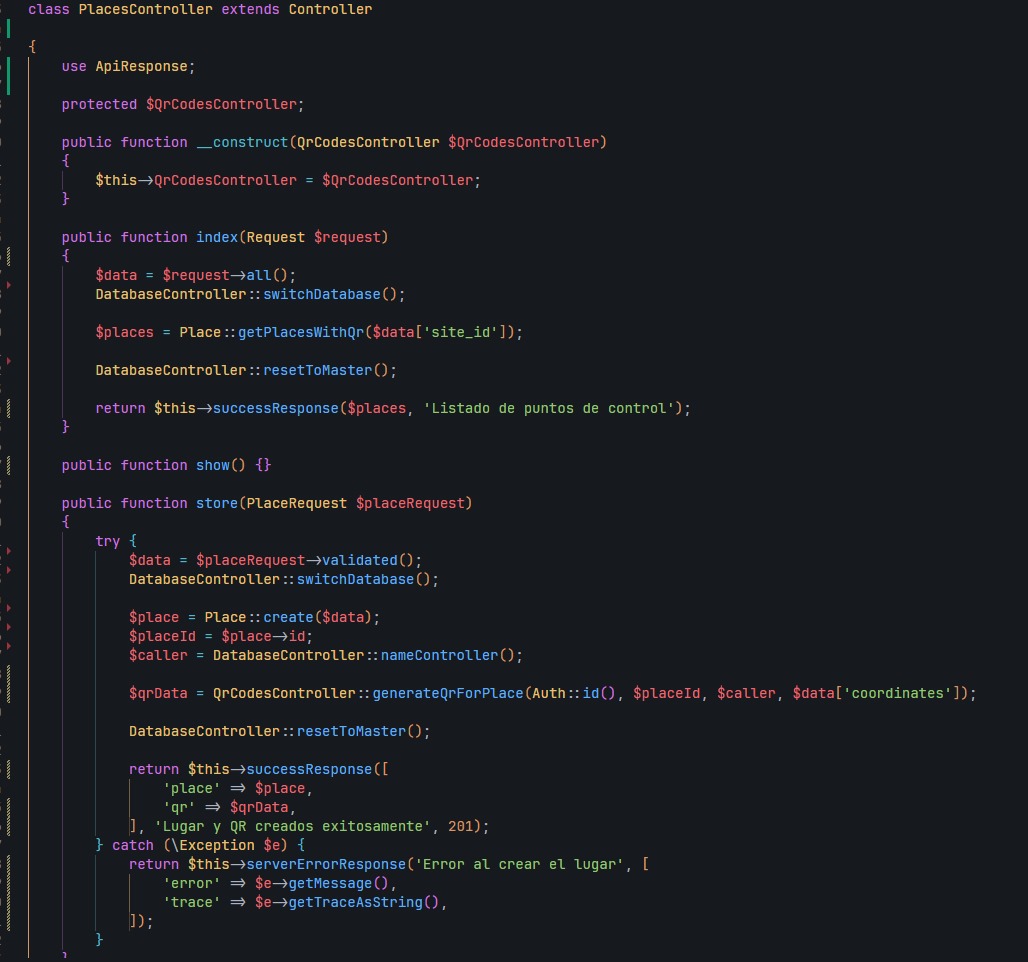 class PlacesController extends Controller
{
use ApiResponse;
protected $QrCodesController;
public function __construct(QrCodesController $QrCodesController)
{
$this->QrCodesController = $QrCodesController;
}
public function index(Request $request)
{
$data = $request->all();
DatabaseController::switchDatabase();
$places = Place::getPlacesWithQr($data['site_id']);
DatabaseController::resetToMaster();
return $this->successResponse($places, 'Listado de puntos de control');
}
public function show() {}
public function store(PlaceRequest $placeRequest)
{
try {
$data = $placeRequest->validated();
DatabaseController::switchDatabase();
$place = Place::create($data);
$placeId = $place->id;
$caller = DatabaseController::nameController();
$qrData = QrCodesController::generateQrForPlace(Auth::id(), $placeId, $caller, $data['coordinates']);
DatabaseController::resetToMaster();
return $this->successResponse([
'place' => $place,
'qr' => $qrData,
], 'Lugar y QR creados exitosamente', 201);
} catch (\Exception $e) {
return $this->serverErrorResponse('Error al crear el lugar', [
'error' => $e->getMessage(),
'trace' => $e->getTraceAsString(),
]);
}
}